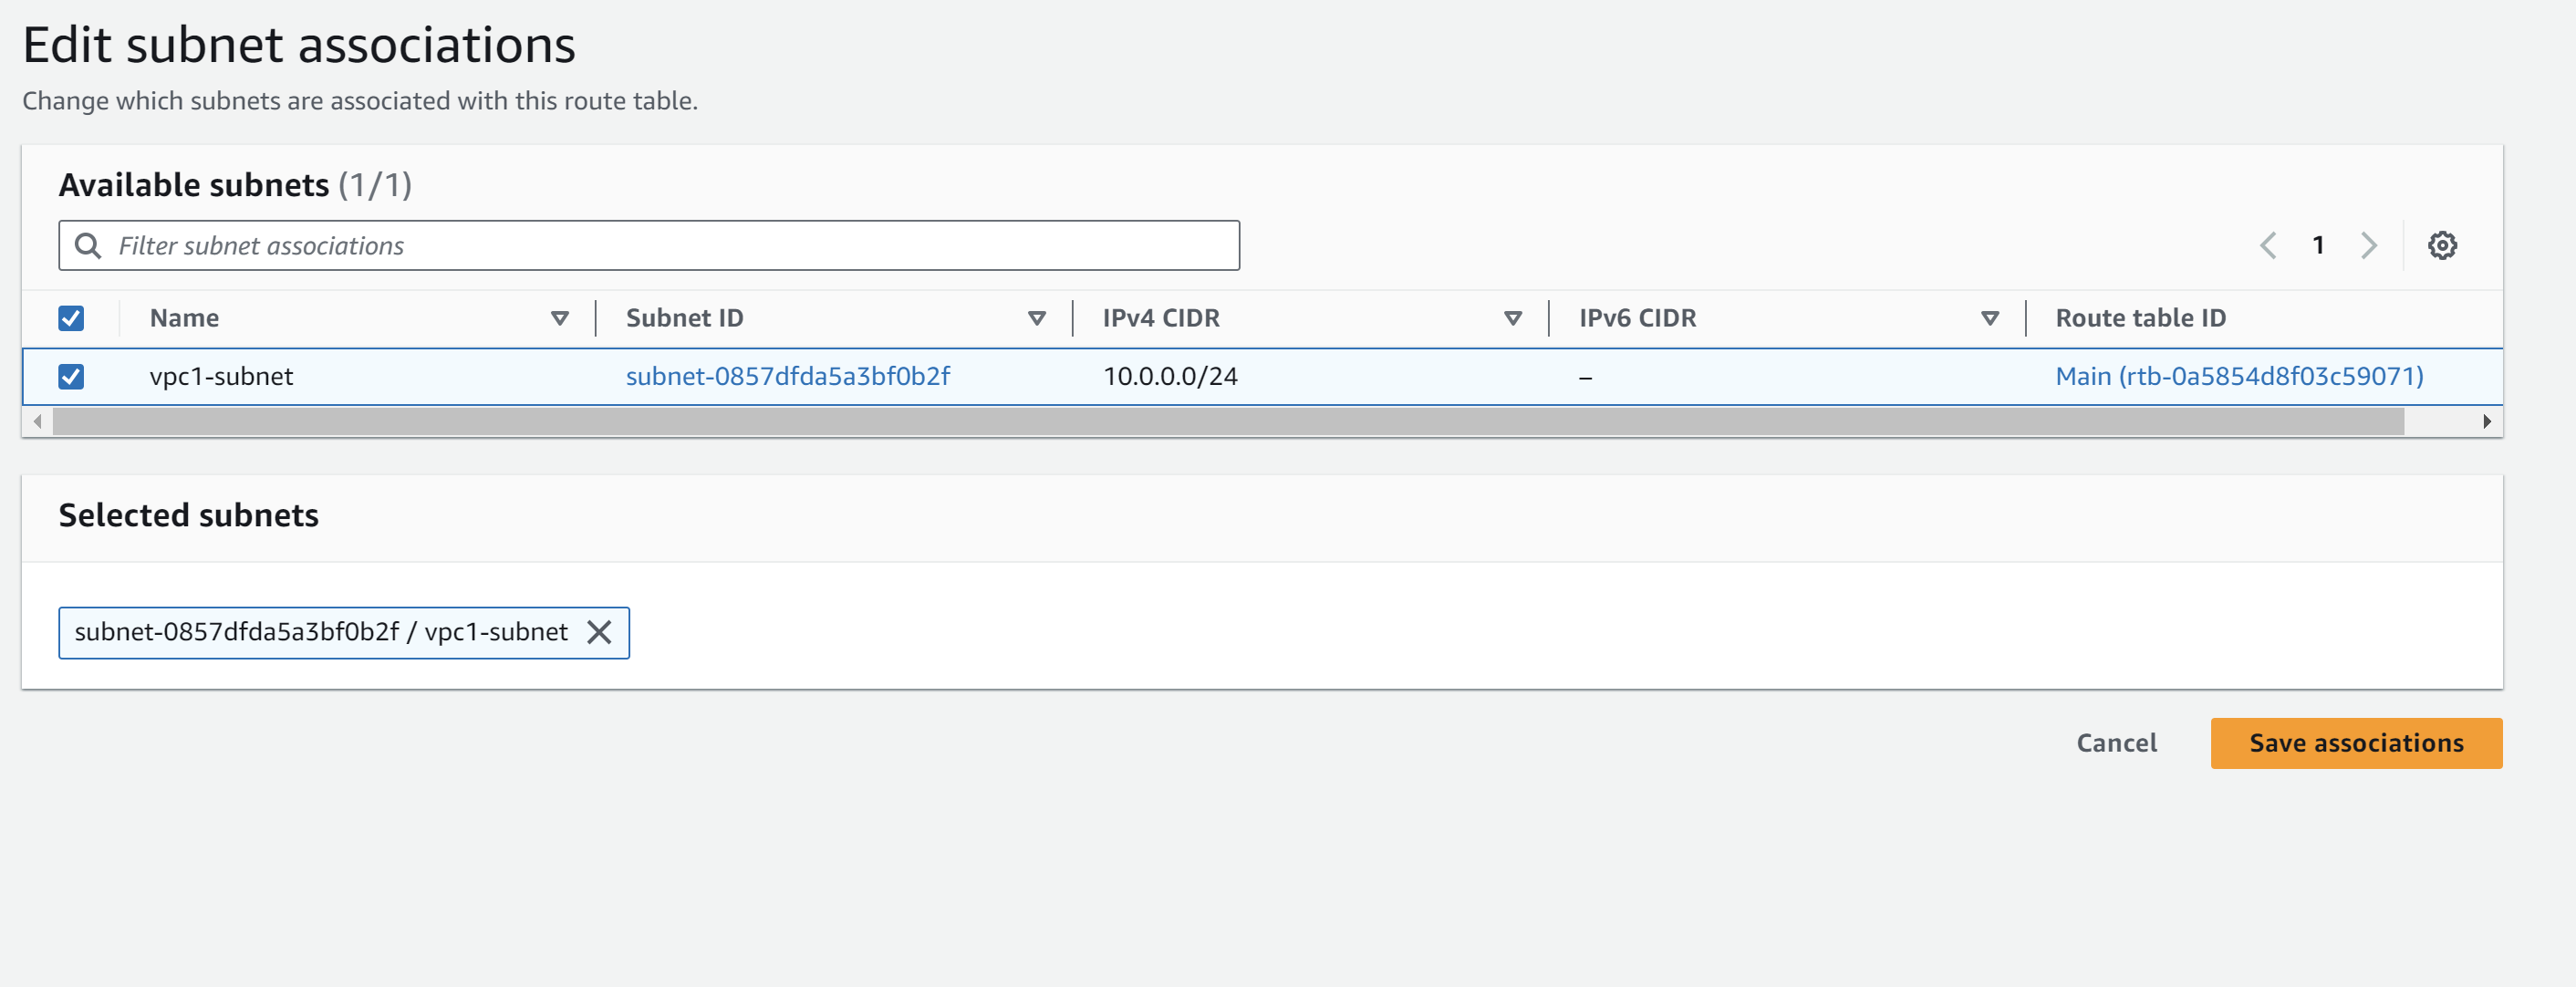 Edit subnet associations
Change which subnets are associated with this route table.
Available subnets (1/1)
Filter subnet associations
1
Name Subnet ID IPv4 CIDR IPv6 CIDR Route table ID
vpc1-subnet subnet-0857dfda5a3bf0b2f 10.0.0.0/24 – Main (rtb-0a5854d8f03c59071)
Selected subnets
subnet-0857dfda5a3bf0b2f / vpc1-subnet
Cancel Save associations